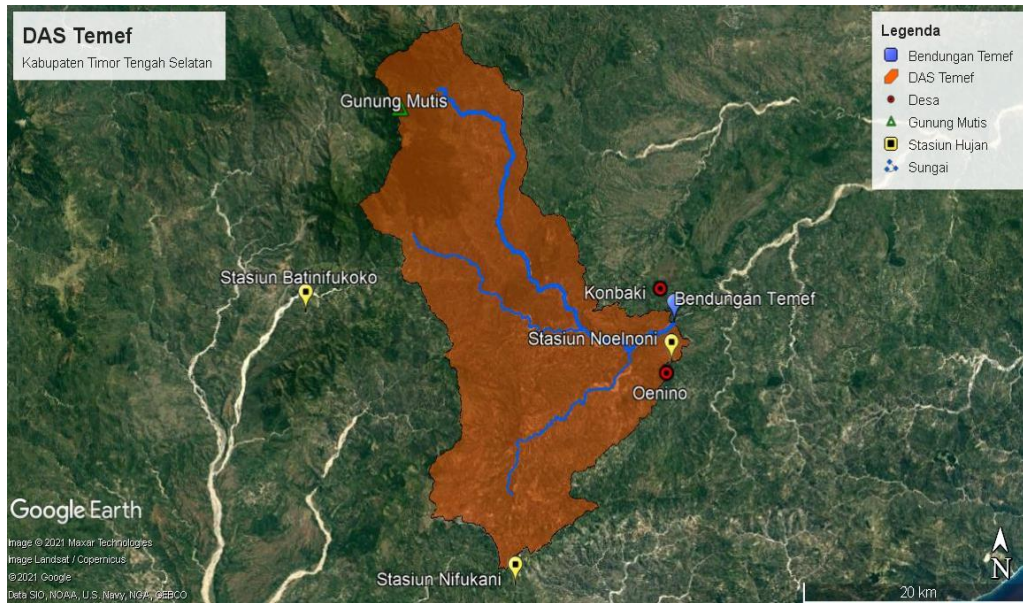 DAS Temef
Kabupaten Timor Tengah Selatan
Legenda
Bendungan Temef
DAS Temef
Desa
Gunung Mutis
Stasiun Hujan
Sungai
Gunung Mutis
Stasiun Batinifukoko
Konbaki
Bendungan Temef
Stasiun Noelnoni
Oenino
Stasiun Nifukani
Google Earth
Image © 2021 Maxar Technologies
Image Landsat / Copernicus
©2021 Google
Data SIO, NOAA, U.S. Navy, NGA, GEBCO
N
20 km